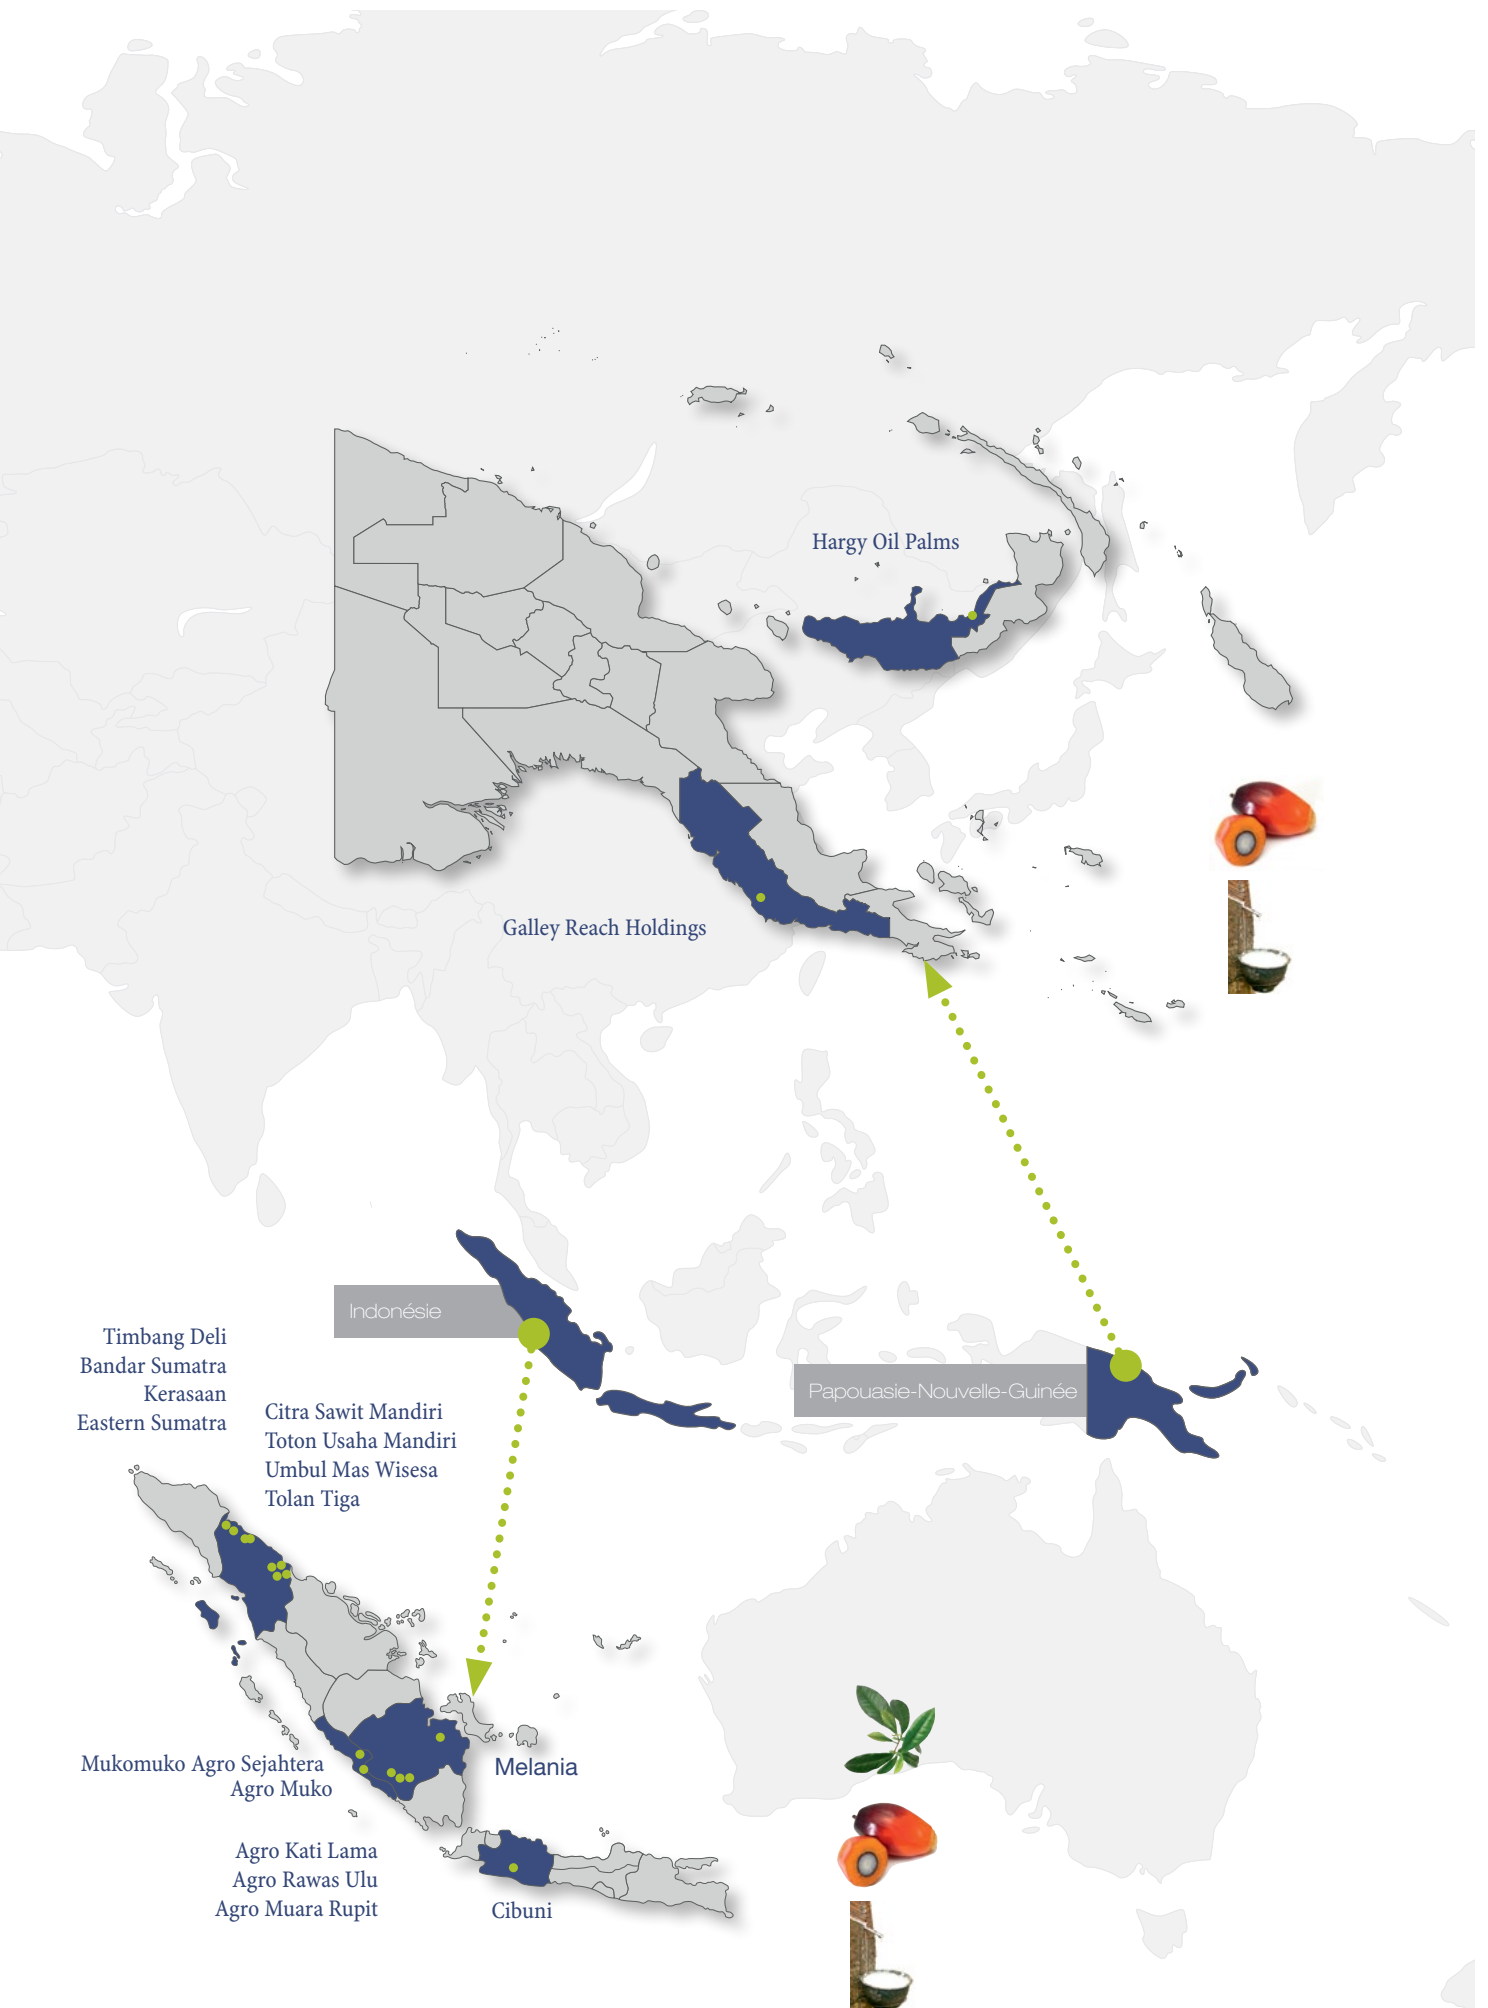 Hargy Oil Palms
Galley Reach Holdings
Indonésie
Papouasie-Nouvelle-Guinée
Timbang Deli
Bandar Sumatra
Kerasaan
Eastern Sumatra
Citra Sawit Mandiri
Toton Usaha Mandiri
Umbul Mas Wisesa
Tolan Tiga
Mukomuko Agro Sejahtera
Agro Muko
Melania
Agro Kati Lama
Agro Rawas Ulu
Agro Muara Rupit
Cibuni